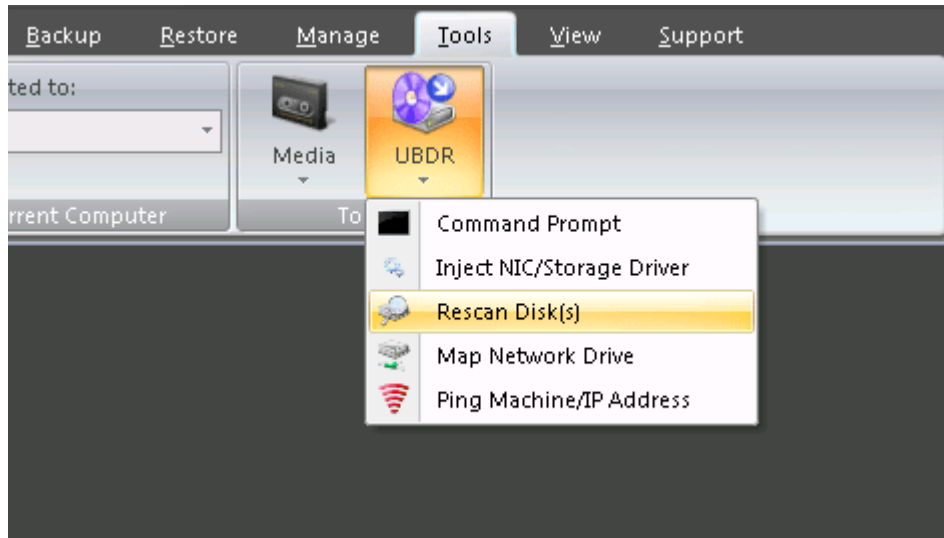 Backup Restore Manage Tools View Support
ted to:
Media UBDR
rrent Computer To
Command Prompt
Inject NIC/Storage Driver
Rescan Disk(s)
Map Network Drive
Ping Machine/IP Address